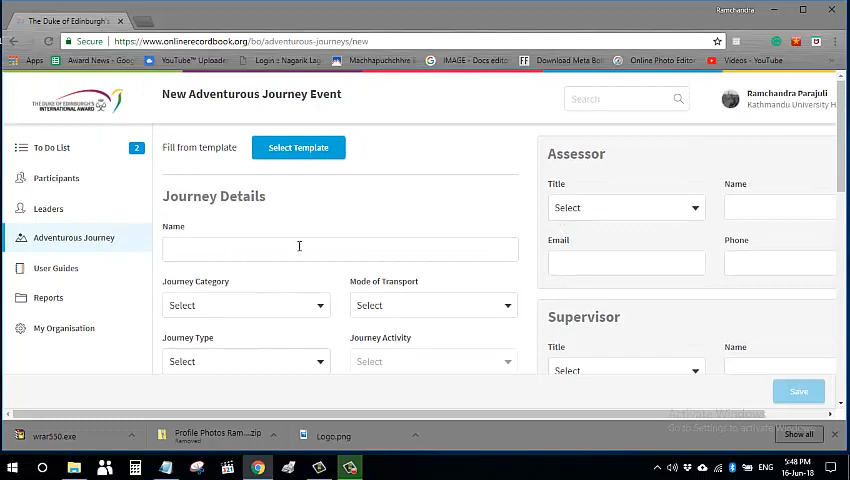 Ramchandra
The Duke of Edinburgh's
Secure
https://www.onlinerecordbook.org/bo/adventurous-journeys/new
Apps
Award News - Goog
YouTube™ Uploade
Login :: Nagarik Lag
Machhapuchchhre
IMAGE - Docs editor
Download Meta Bol
Online Photo Editor
Videos - YouTube
THE DUKE OF EDINBURGH'S
INTERNATIONAL AWARD
New Adventurous Journey Event
Search
Ramchandra Parajuli
Kathmandu University H
To Do List
2
Participants
Leaders
Adventurous Journey
User Guides
Reports
My Organisation
Fill from template
Select Template
Journey Details
Name
Journey Category
Mode of Transport
Select
Select
Journey Type
Journey Activity
Select
Select
Assessor
Title
Name
Select
Email
Phone
Supervisor
Title
Name
Select
Save
Activate Windows
Go to Settings to activate Windows.
wrar550.exe
Profile Photos Ram....zip
Removed
Logo.png
Show all
ENG
5:48 PM
16-Jun-18